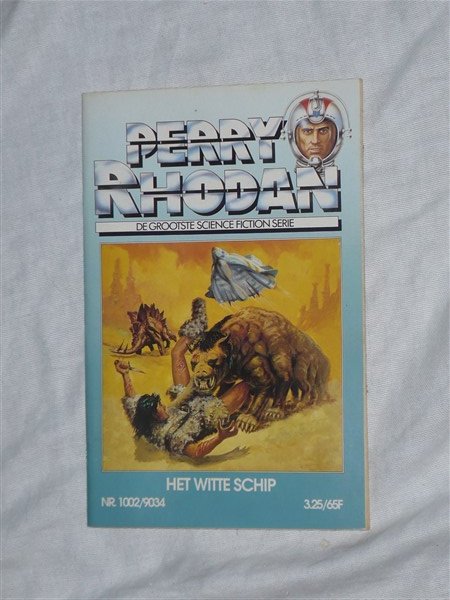 PERRY
RHODAN
DE GROOTSTE SCIENCE FICTION SERIE
HET WITTE SCHIP
NR. 1002/9034
3.25/65F